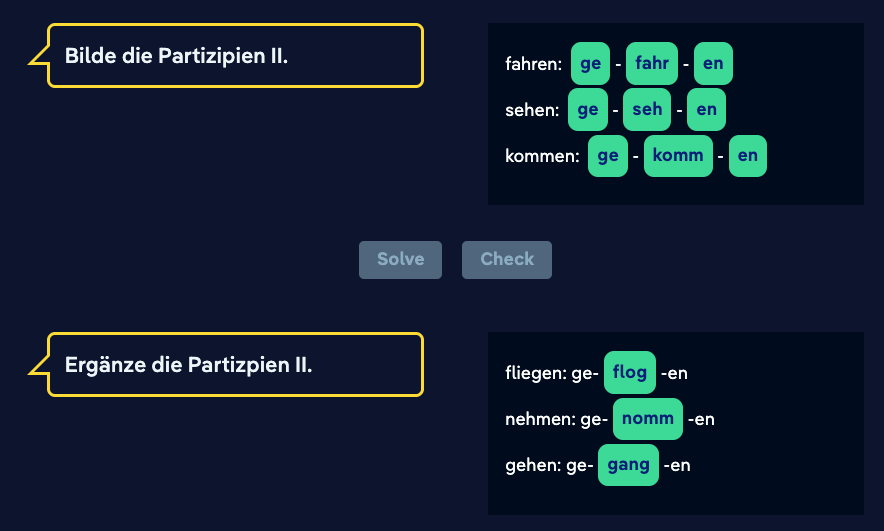 Bilde die Partizipien II.
fahren: ge - fahr - en
sehen: ge - seh - en
kommen: ge - komm - en
Solve Check
Ergänze die Partizpien II.
fliegen: ge- flog -en
nehmen: ge- nomm -en
gehen: ge- gang -en